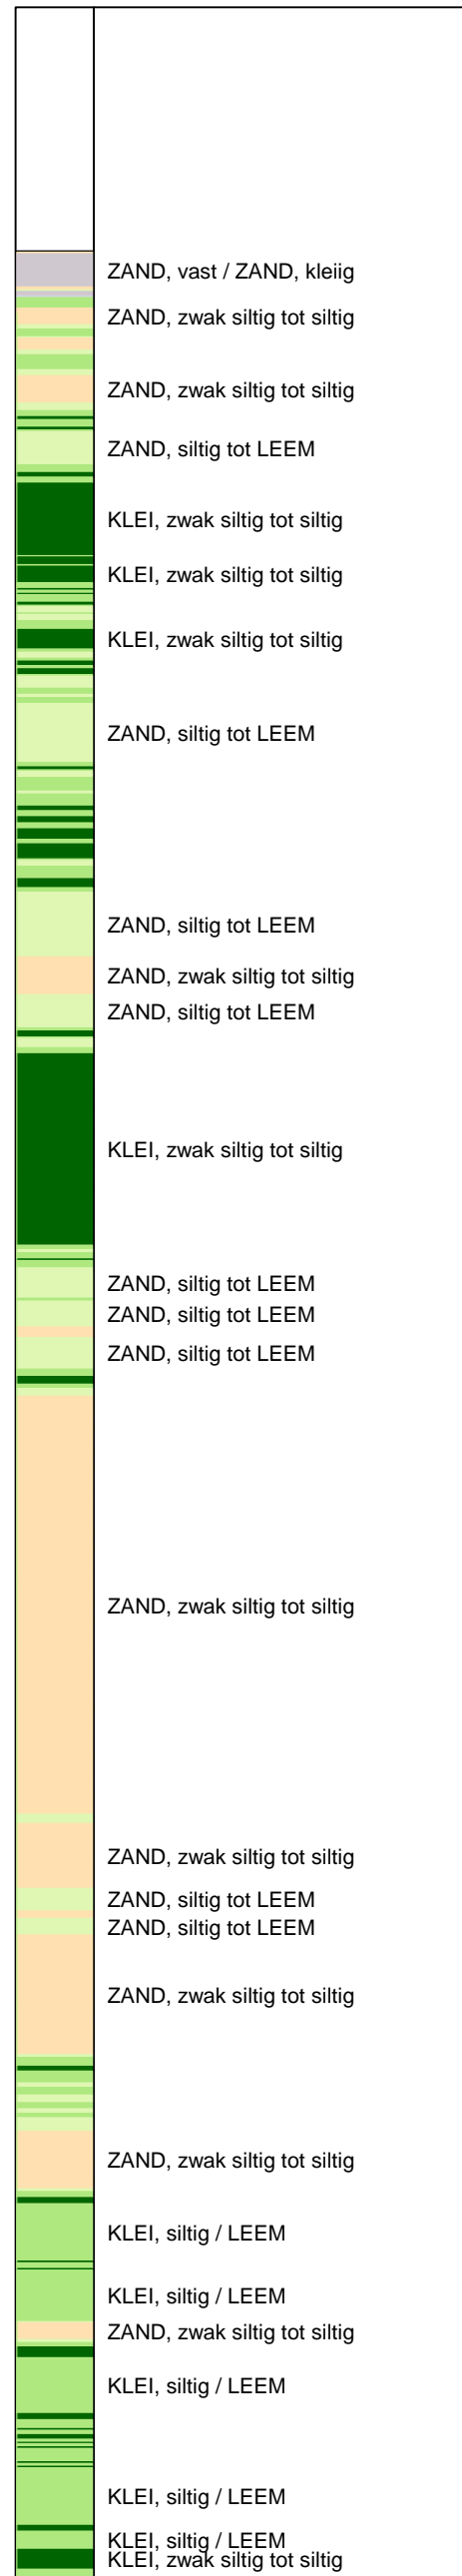 ZAND, vast / ZAND, kleiig
ZAND, zwak siltig tot siltig
ZAND, zwak siltig tot siltig
ZAND, siltig tot LEEM
KLEI, zwak siltig tot siltig
KLEI, zwak siltig tot siltig
KLEI, zwak siltig tot siltig
ZAND, siltig tot LEEM
ZAND, siltig tot LEEM
ZAND, zwak siltig tot siltig
ZAND, siltig tot LEEM
KLEI, zwak siltig tot siltig
ZAND, siltig tot LEEM
ZAND, siltig tot LEEM
ZAND, siltig tot LEEM
ZAND, zwak siltig tot siltig
ZAND, zwak siltig tot siltig
ZAND, siltig tot LEEM
ZAND, siltig tot LEEM
ZAND, zwak siltig tot siltig
ZAND, zwak siltig tot siltig
KLEI, siltig / LEEM
KLEI, siltig / LEEM
ZAND, zwak siltig tot siltig
KLEI, siltig / LEEM
KLEI, siltig / LEEM
KLEI, siltig / LEEM
KLEI, zwak siltig tot siltig